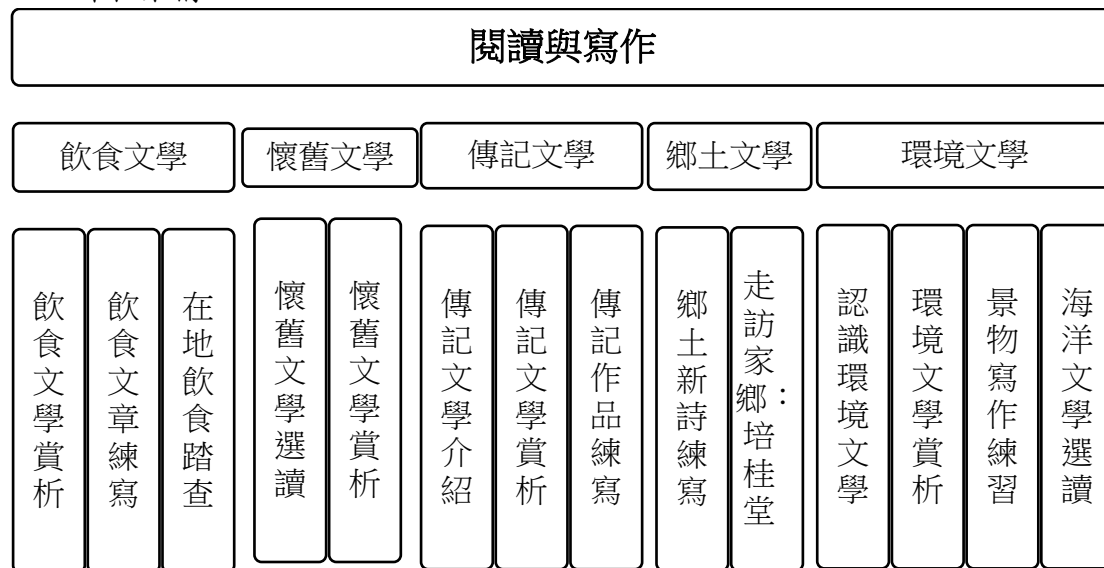 閱讀與寫作
飲食文學
懷舊文學
傳記文學
鄉土文學
環境文學
飲食文學賞析
飲食文章練寫
在地飲食踏查
懷舊文學選讀
懷舊文學賞析
傳記文學介紹
傳記文學賞析
傳記作品練寫
鄉土新詩練寫
走訪家鄉：培桂堂
認識環境文學
環境文學賞析
景物寫作練習
海洋文學選讀